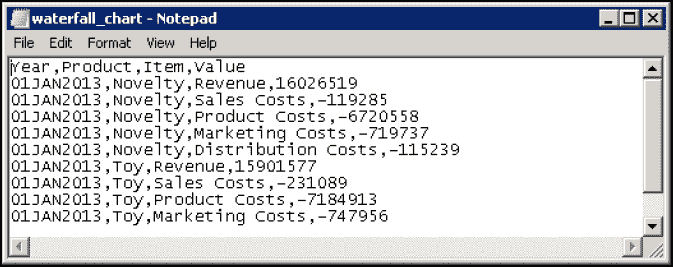 waterfall_chart - Notepad
File Edit Format View Help
Year,Product,Item,Value
01JAN2013,Novelty,Revenue,16026519
01JAN2013,Novelty,Sales Costs,-119285
01JAN2013,Novelty,Product Costs,-6720558
01JAN2013,Novelty,Marketing Costs,-719737
01JAN2013,Novelty,Distribution Costs,-115239
01JAN2013,Toy,Revenue,15901577
01JAN2013,Toy,Sales Costs,-231089
01JAN2013,Toy,Product Costs,-7184913
01JAN2013,Toy,Marketing Costs,-747956